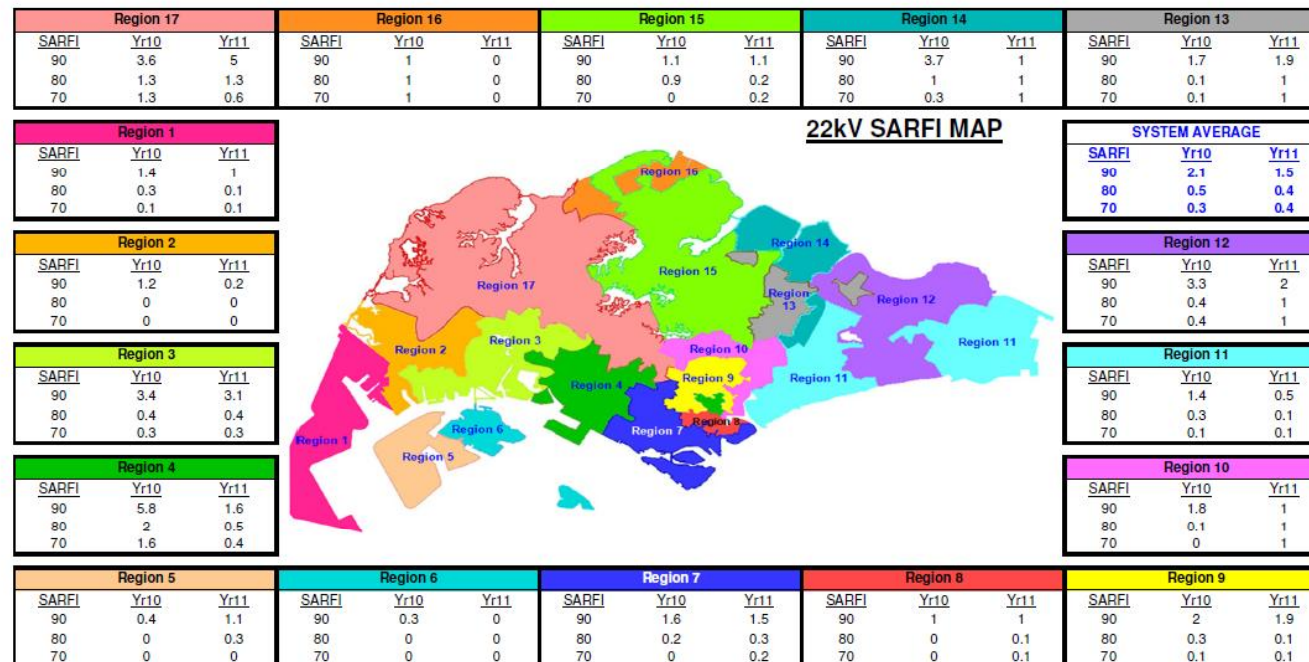 Region 17 Region 16 Region 15 Region 14 Region 13
SARFI Yr10 Yr11 SARFI Yr10 Yr11 SARFI Yr10 Yr11 SARFI Yr10 Yr11 SARFI Yr10 Yr11
90 3.6 5 90 1 0 90 1.1 1.1 90 3.7 1 90 1.7 1.9
80 1.3 1.3 80 1 0 80 0.9 0.2 80 1 1 80 0.1 1
70 1.3 0.6 70 1 0 70 0 0.2 70 0.3 1 70 0.1 1
22kV SARFI MAP
Region 1
SARFI Yr10 Yr11
90 1.4 1
80 0.3 0.1
70 0.1 0.1
Region 2
SARFI Yr10 Yr11
90 1.2 0.2
80 0 0
70 0 0
Region 3
SARFI Yr10 Yr11
90 3.4 3.1
80 0.4 0.4
70 0.3 0.3
Region 4
SARFI Yr10 Yr11
90 5.8 1.6
80 2 0.5
70 1.6 0.4
Region 16
Region 14
Region 15
Region 17
Region 13
Region 12
Region 3
Region 2
Region 10
Region 11
Region 4
Region 9
Region 11
Region 8
Region 6
Region 7
Region 1
Region 5
SYSTEM AVERAGE
SARFI Yr10 Yr11
90 2.1 1.5
80 0.5 0.4
70 0.3 0.4
Region 12
SARFI Yr10 Yr11
90 3.3 2
80 0.4 1
70 0.4 1
Region 11
SARFI Yr10 Yr11
90 1.4 0.5
80 0.3 0.1
70 0.1 0.1
Region 10
SARFI Yr10 Yr11
90 1.8 1
80 0.1 1
70 0 1
Region 5 Region 6 Region 7 Region 8 Region 9
SARFI Yr10 Yr11 SARFI Yr10 Yr11 SARFI Yr10 Yr11 SARFI Yr10 Yr11 SARFI Yr10 Yr11
90 0.4 1.1 90 0.3 0 90 1.6 1.5 90 1 1 90 2 1.9
80 0 0.3 80 0 0 80 0.2 0.3 80 0 0.1 80 0.3 0.1
70 0 0 70 0 0 70 0 0.2 70 0 0.1 70 0.1 0.1